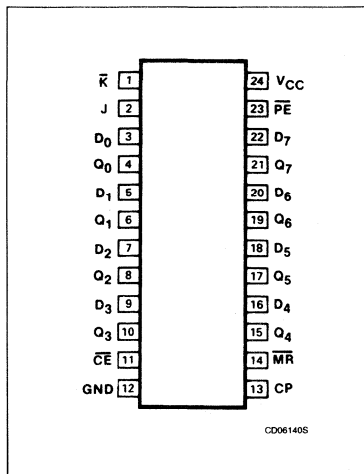 K̅ 1 24 VCC
J 2 23 P̅E̅
D0 3 22 D7
Q0 4 21 Q7
D1 5 20 D6
Q1 6 19 Q6
D2 7 18 D5
Q2 8 17 Q5
D3 9 16 D4
Q3 10 15 Q4
C̅E̅ 11 14 M̅R̅
GND 12 13 CP
CD06140S